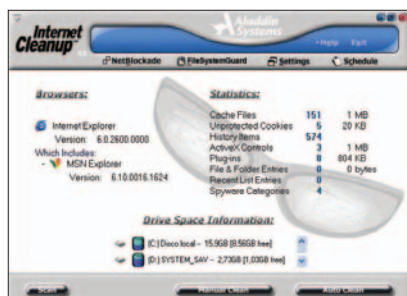 Internet
Cleanup
Aladdin
Systems
Help Exit
NetBlockade FileSystemGuard Settings Schedule
Browsers:
Internet Explorer
Version: 6.0.2600.0000
Which Includes:
- MSN Explorer
Version: 6.10.0016.1624
Statistics:
Cache Files 151 1 MB
Unprotected Cookies 5 20 KB
History Items 574
ActiveX Controls 3 1 MB
Plug-ins 8 804 KB
File & Folder Entries 0 0 bytes
Recent List Entries 0
Spyware Categories 4
Drive Space Information:
(C:) Disco local - 15,9GB [8,56GB free]
(D:) SYSTEM_SAV - 2,73GB [1,03GB free]
Scan Manual Clean Auto Clean